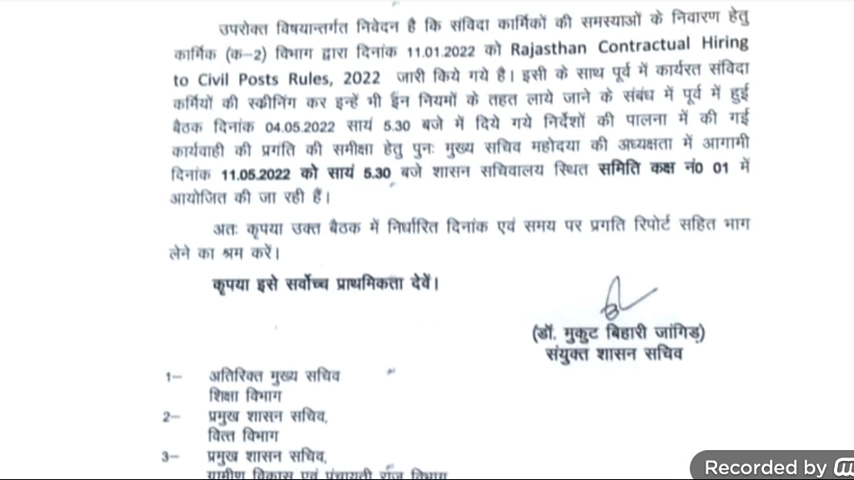 उपरोक्त विषयान्तर्गत निवेदन है कि संविदा कार्मिकों की समस्याओं के निवारण हेतु
कार्मिक (क-2) विभाग द्वारा दिनांक 11.01.2022 को Rajasthan Contractual Hiring
to Civil Posts Rules, 2022 जारी किये गये है। इसी के साथ पूर्व में कार्यरत संविदा
कर्मियों की स्कीनिंग कर इन्हें भी ईन नियमों के तहत लाये जाने के संबंध में पूर्व में हुई
बैठक दिनांक 04.05.2022 सायं 5.30 बजे में दिये गये निर्देशों की पालना में की गई
कार्यवाही की प्रगति की समीक्षा हेतु पुनः मुख्य सचिव महोदया की अध्यक्षता में आगामी
दिनांक 11.05.2022 को सायं 5.30 बजे शासन सचिवालय स्थित समिति कक्ष नं0 01 में
आयोजित की जा रही हैं।
अतः कृपया उक्त बैठक में निर्धारित दिनांक एवं समय पर प्रगति रिपोर्ट सहित भाग
लेने का श्रम करें।
कृपया इसे सर्वोच्च प्राथमिकता देवें।
(डॉ. मुकुट बिहारी जांगिड़)
संयुक्त शासन सचिव
1– अतिरिक्त मुख्य सचिव
शिक्षा विभाग
2– प्रमुख शासन सचिव,
वित्त विभाग
3– प्रमुख शासन सचिव,
ग्रामीण विकास एवं पंचायती राज विभाग
Recorded by